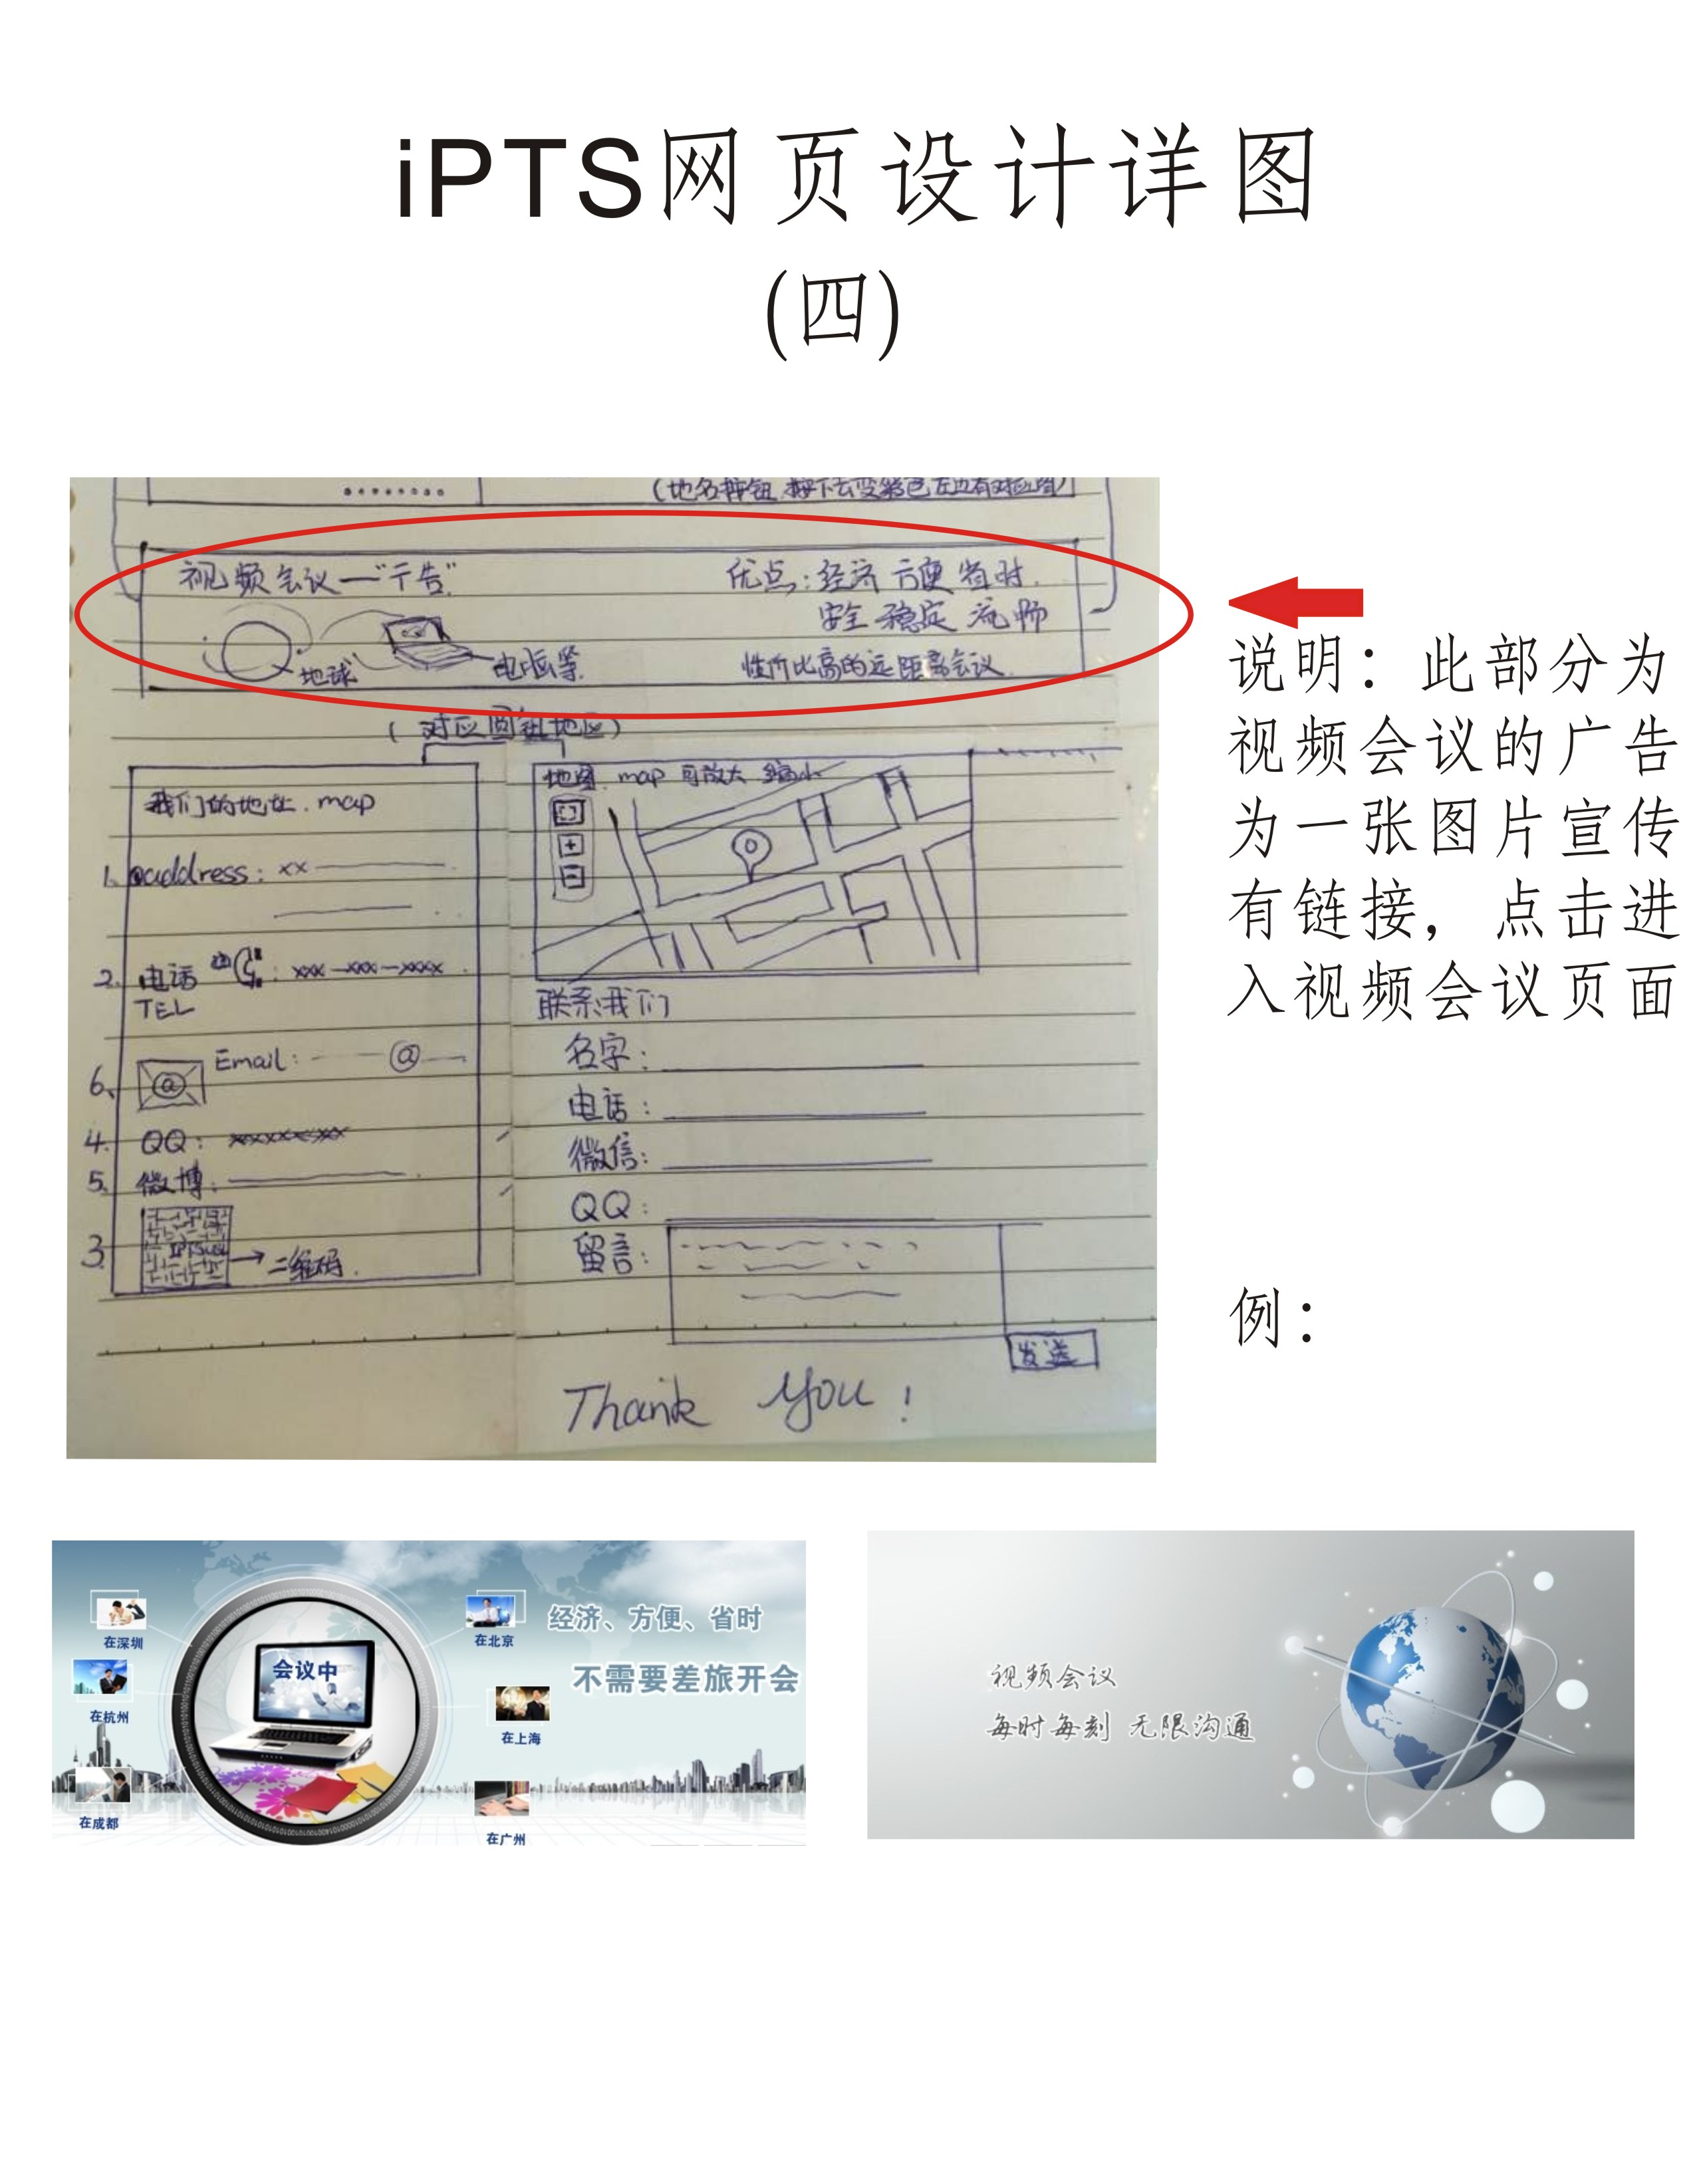 iPTS网页设计详图
(四)
(地名按钮,按下去变彩色左边有对应图)
视频会议—"广告"
优点:经济 方便 省时.
安全 稳定 流畅
地球
电脑等
性价比高的远距离会议.
说明：此部分为
视频会议的广告
为一张图片宣传
有链接，点击进
入视频会议页面
地图 map 可放大 缩小
我们的地址.map
1. address: xx
2. 电话 : xxx-xxx-xxxx
TEL
6. @ Email: @
4. QQ: xxxxxxxx
5. 微博:
3. 二维码.
联系我们
名字:
电话:
微信:
QQ:
留言:
发送
Thank You!
例：
在深圳
在杭州
在成都
会议中
在北京
在上海
在广州
经济、方便、省时
不需要差旅开会
视频会议
每时每刻 无限沟通